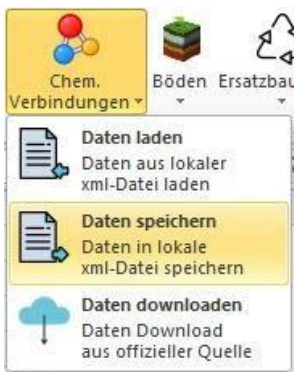 Chem.
Verbindungen
Böden
Ersatzbau
Daten laden
Daten aus lokaler
xml-Datei laden
Daten speichern
Daten in lokale
xml-Datei speichern
Daten downloaden
Daten Download
aus offizieller Quelle